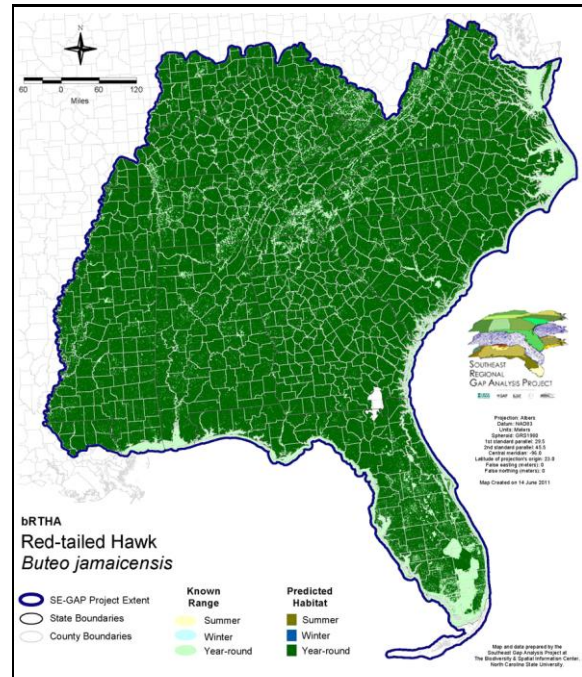 N
60 0 60 120
Miles
SOUTHEAST
REGIONAL
GAP ANALYSIS PROJECT
Projection: Albers
Datum: NAD83
Units: Meters
Spheroid: GRS1980
1st standard parallel: 29.5
2nd standard parallel: 45.5
Central meridian: -96.0
Latitude of projection's origin: 23.0
False easting (meters): 0
False northing (meters): 0
Map Created on 14 June 2011
bRTHA
Red-tailed Hawk
Buteo jamaicensis
SE-GAP Project Extent
State Boundaries
County Boundaries
Known
Range
Summer
Winter
Year-round
Predicted
Habitat
Summer
Winter
Year-round
Map and data prepared by the
Southeast Gap Analysis Project at
The Biodiversity & Spatial Information Center,
North Carolina State University.